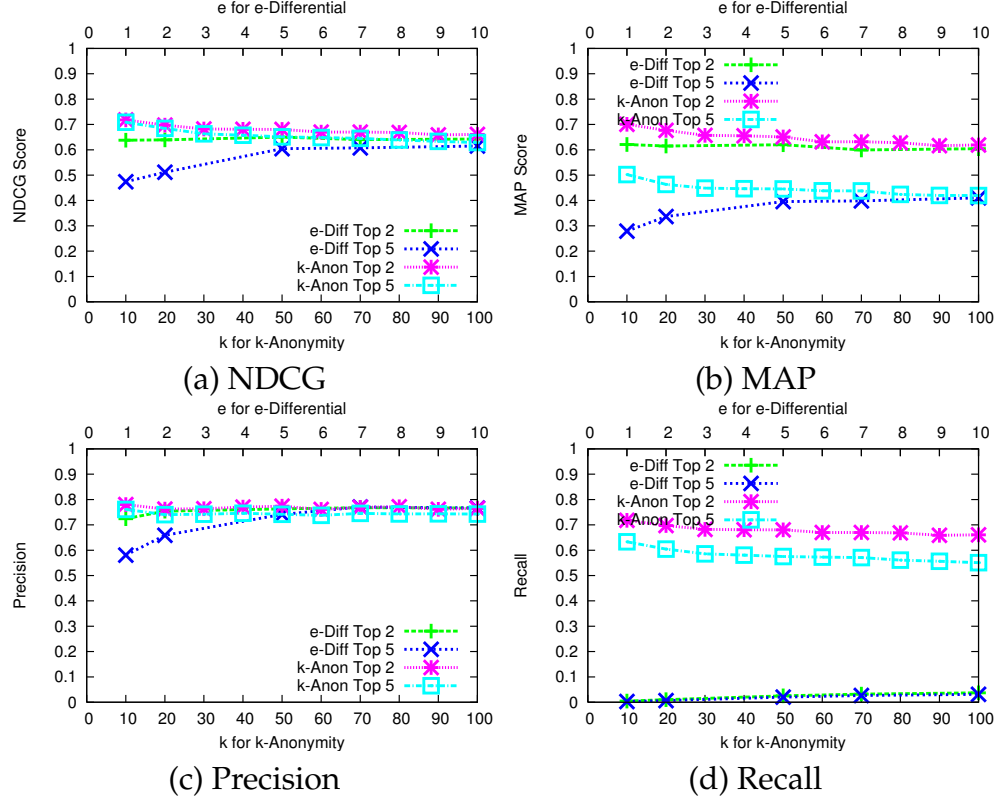 e for e-Differential
0 1 2 3 4 5 6 7 8 9 10
1
0.9
0.8
0.7
0.6
0.5
0.4
0.3
0.2
0.1
0
NDCG Score
e-Diff Top 2
e-Diff Top 5
k-Anon Top 2
k-Anon Top 5
0 10 20 30 40 50 60 70 80 90 100
k for k-Anonymity
(a) NDCG
e for e-Differential
0 1 2 3 4 5 6 7 8 9 10
1
0.9
0.8
0.7
0.6
0.5
0.4
0.3
0.2
0.1
0
MAP Score
e-Diff Top 2
e-Diff Top 5
k-Anon Top 2
k-Anon Top 5
0 10 20 30 40 50 60 70 80 90 100
k for k-Anonymity
(b) MAP
e for e-Differential
0 1 2 3 4 5 6 7 8 9 10
1
0.9
0.8
0.7
0.6
0.5
0.4
0.3
0.2
0.1
0
Precision
e-Diff Top 2
e-Diff Top 5
k-Anon Top 2
k-Anon Top 5
0 10 20 30 40 50 60 70 80 90 100
k for k-Anonymity
(c) Precision
e for e-Differential
0 1 2 3 4 5 6 7 8 9 10
1
0.9
0.8
0.7
0.6
0.5
0.4
0.3
0.2
0.1
0
Recall
e-Diff Top 2
e-Diff Top 5
k-Anon Top 2
k-Anon Top 5
0 10 20 30 40 50 60 70 80 90 100
k for k-Anonymity
(d) Recall